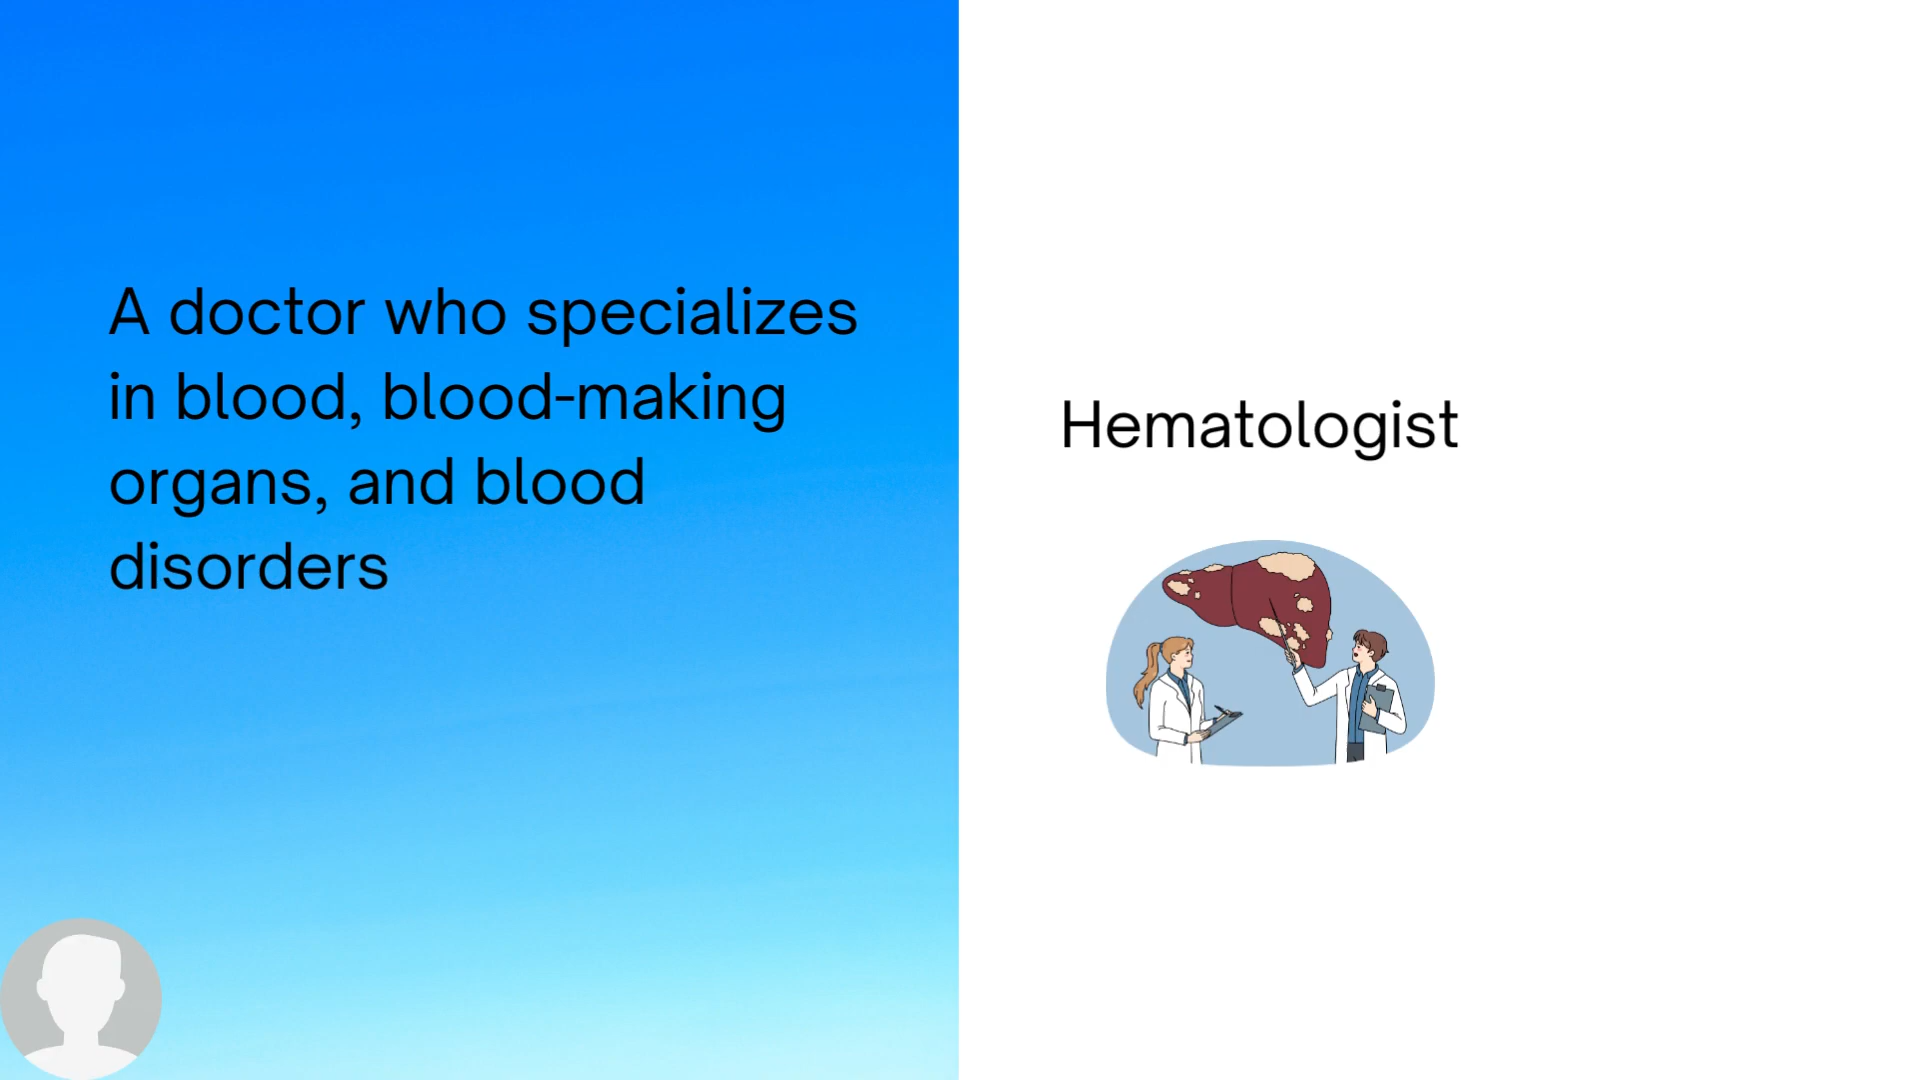 A doctor who specializes
in blood, blood-making
organs, and blood
disorders
Hematologist